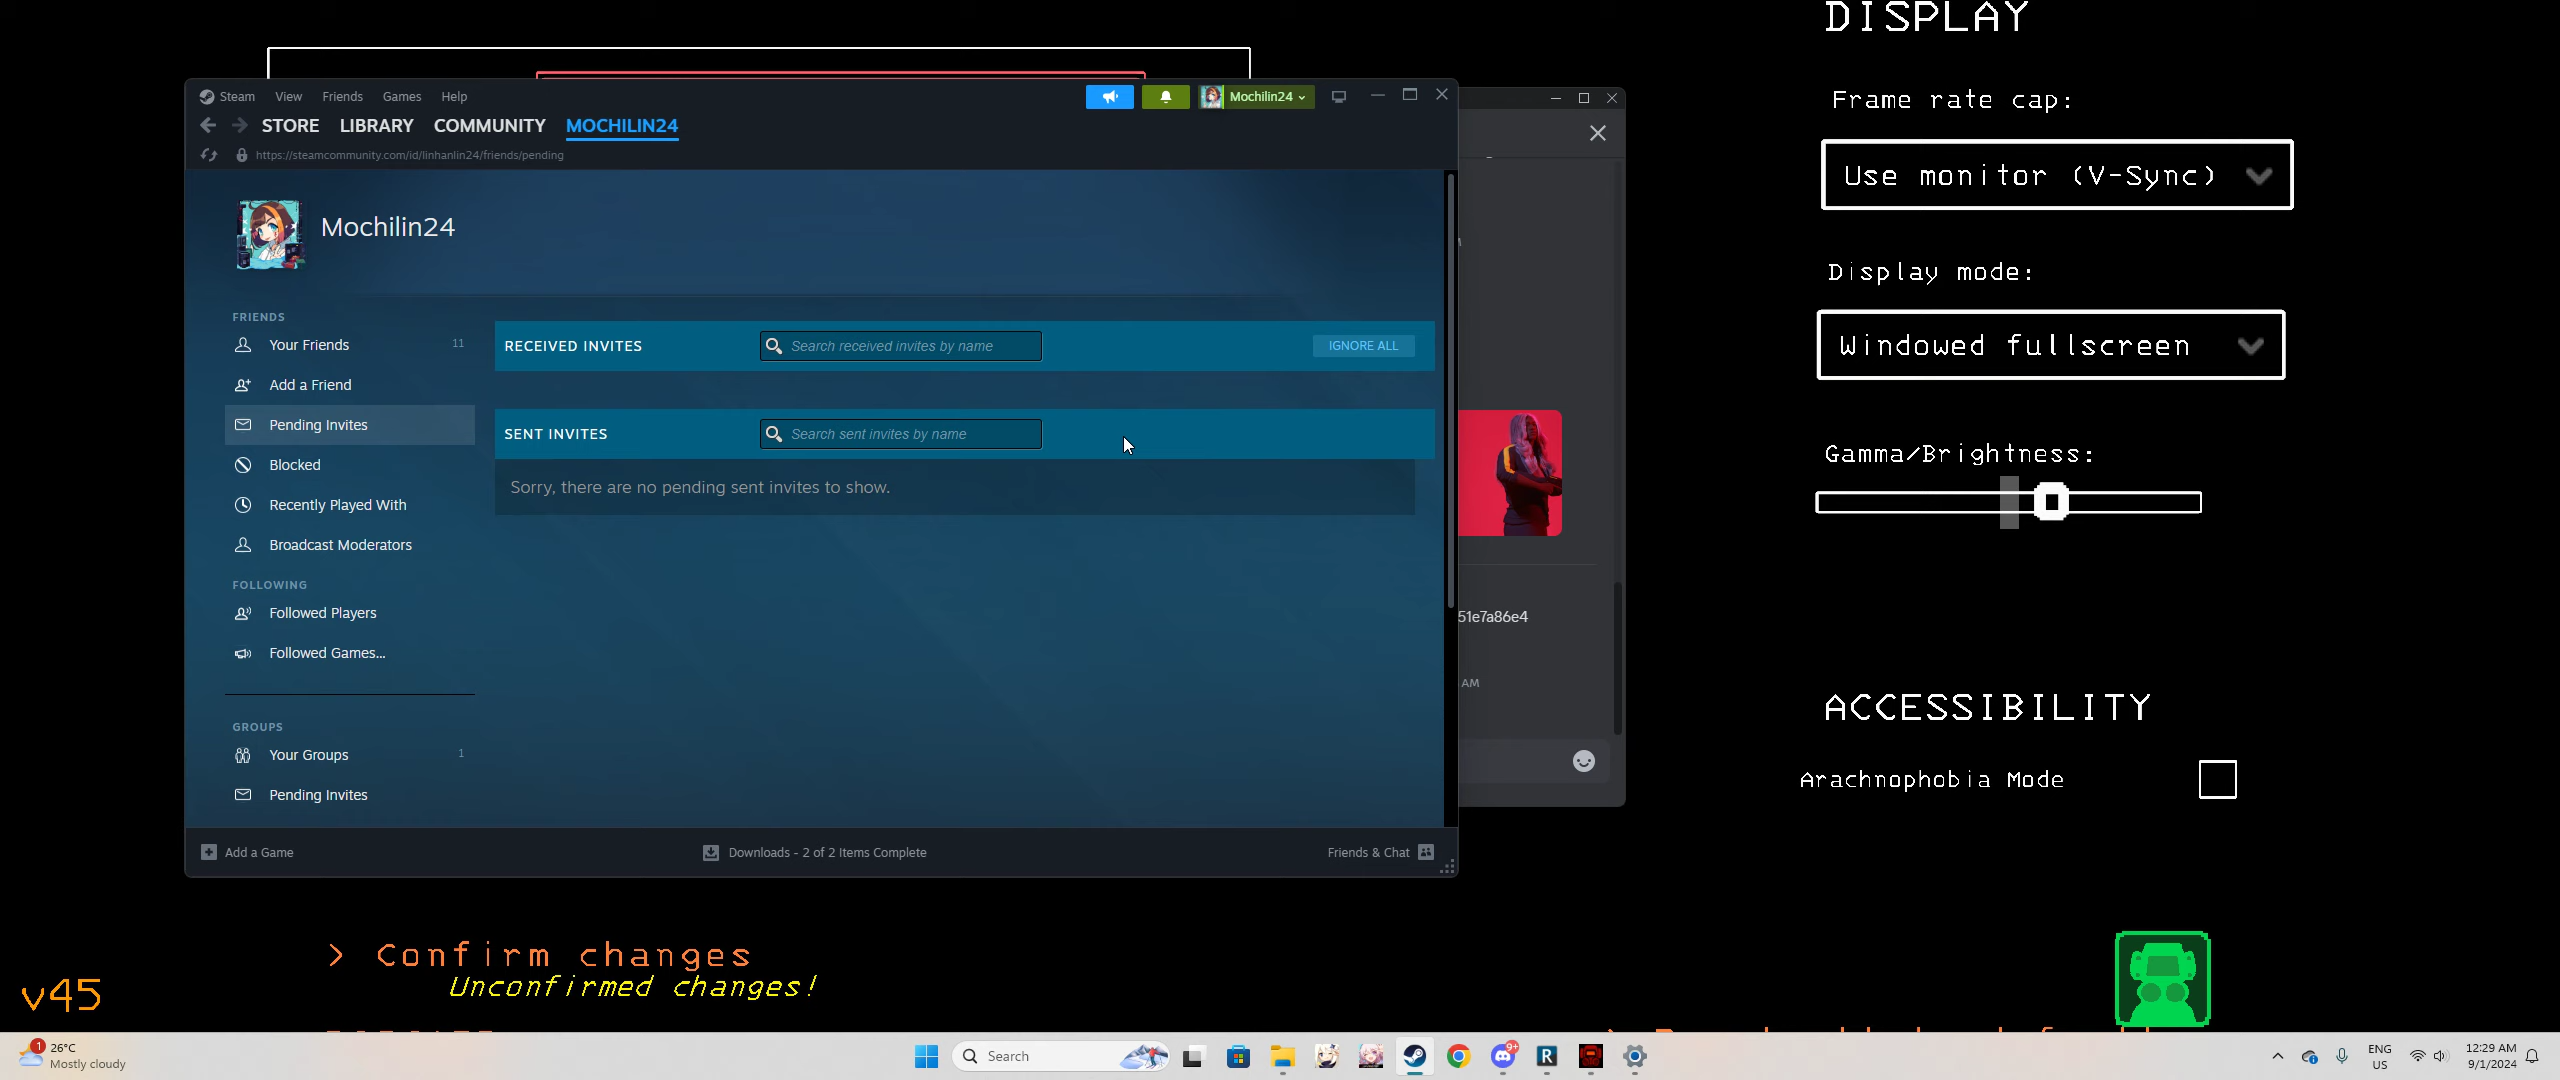 DISPLAY
Frame rate cap:
Use monitor (V-Sync)
Display mode:
Windowed fullscreen
Gamma/Brightness:
ACCESSIBILITY
Arachnophobia Mode
Steam View Friends Games Help
Mochilin24
STORE LIBRARY COMMUNITY MOCHILIN24
https://steamcommunity.com/id/linhanlin24/friends/pending
Mochilin24
FRIENDS
Your Friends 11
Add a Friend
Pending Invites
Blocked
Recently Played With
Broadcast Moderators
FOLLOWING
Followed Players
Followed Games...
GROUPS
Your Groups 1
Pending Invites
RECEIVED INVITES
Search received invites by name
IGNORE ALL
SENT INVITES
Search sent invites by name
Sorry, there are no pending sent invites to show.
51e7a86e4
AM
Add a Game
Downloads - 2 of 2 Items Complete
Friends & Chat
> Confirm changes
Unconfirmed changes!
v45
1
26°C
Mostly cloudy
Search
9+
R
ENG
US
12:29 AM
9/1/2024